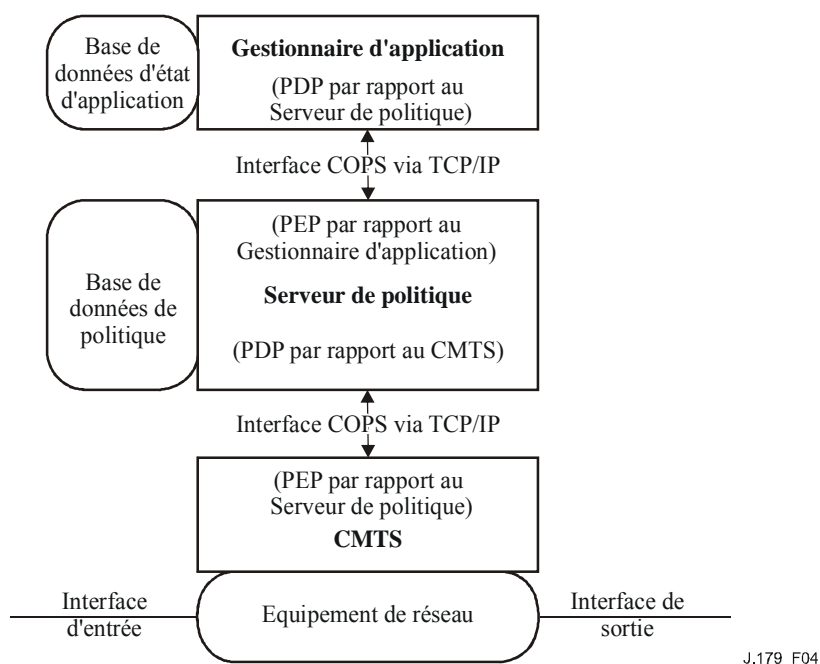 Base de
données d'état
d'application
Gestionnaire d'application
(PDP par rapport au
Serveur de politique)
Interface COPS via TCP/IP
(PEP par rapport au
Gestionnaire d'application)
Base de
données de
politique
Serveur de politique
(PDP par rapport au CMTS)
Interface COPS via TCP/IP
(PEP par rapport au
Serveur de politique)
CMTS
Interface
d'entrée
Equipement de réseau
Interface de
sortie
J.179_F04